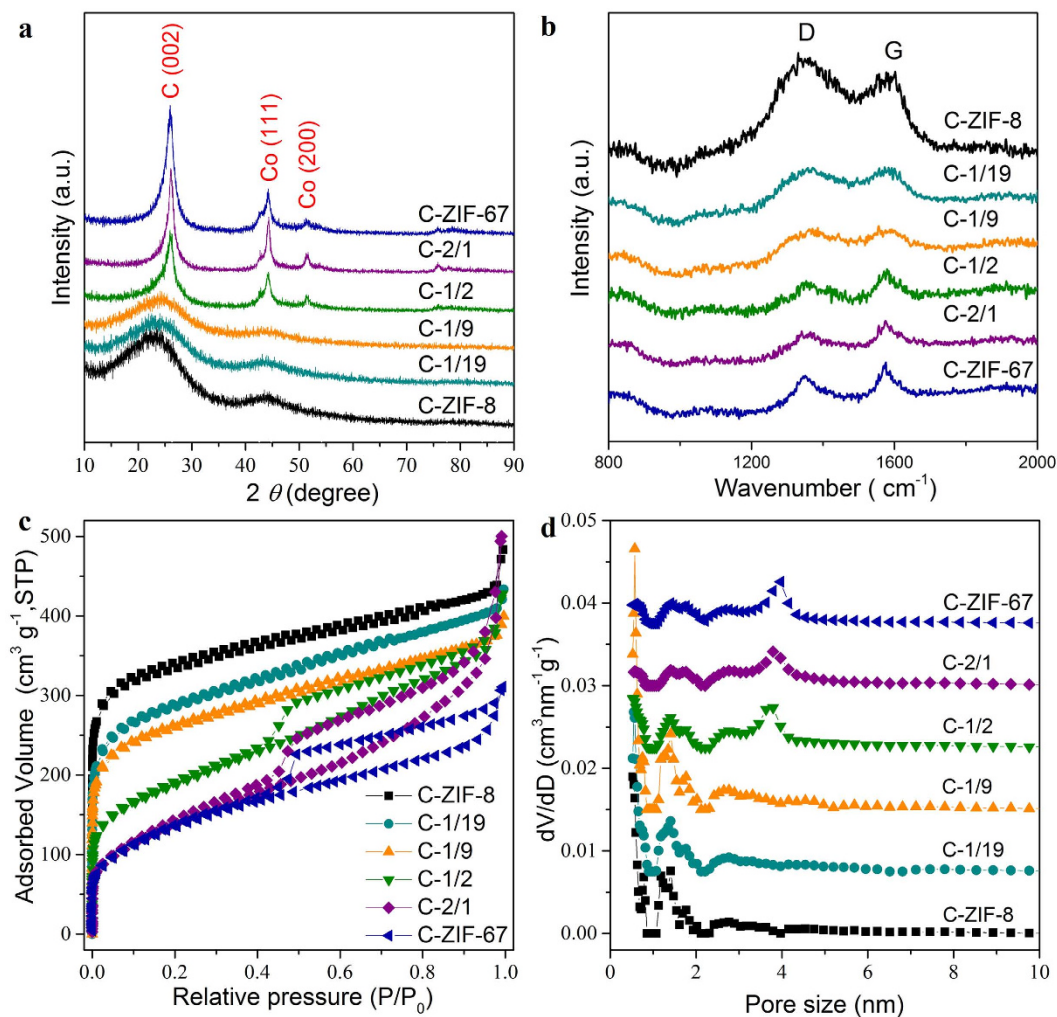 a
C (002)
Co (111)
Co (200)
C-ZIF-67
C-2/1
C-1/2
C-1/9
C-1/19
C-ZIF-8
Intensity (a.u.)
10 20 30 40 50 60 70 80 90
2 θ (degree)
b
D
G
C-ZIF-8
C-1/19
C-1/9
C-1/2
C-2/1
C-ZIF-67
Intensity (a.u.)
800 1200 1600 2000
Wavenumber ( cm-1)
c
500
400
300
200
100
0
Adsorbed Volume (cm3 g-1,STP)
C-ZIF-8
C-1/19
C-1/9
C-1/2
C-2/1
C-ZIF-67
0.0 0.2 0.4 0.6 0.8 1.0
Relative pressure (P/P0)
d
0.05
0.04
0.03
0.02
0.01
0.00
dV/dD (cm3nm-1g-1)
C-ZIF-67
C-2/1
C-1/2
C-1/9
C-1/19
C-ZIF-8
0 2 4 6 8 10
Pore size (nm)